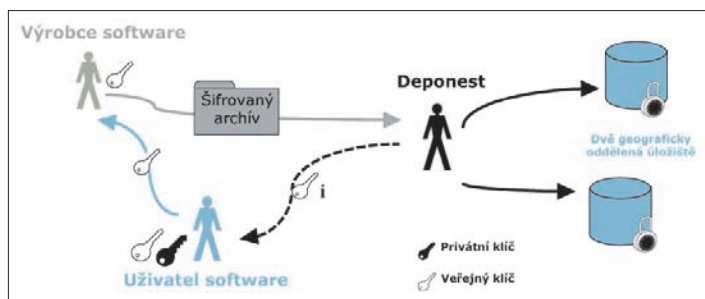 Výrobce software
Šifrovaný
archív
Deponest
Dvě geograficky
oddělená úložiště
i
Uživatel software
Privátní klíč
Veřejný klíč